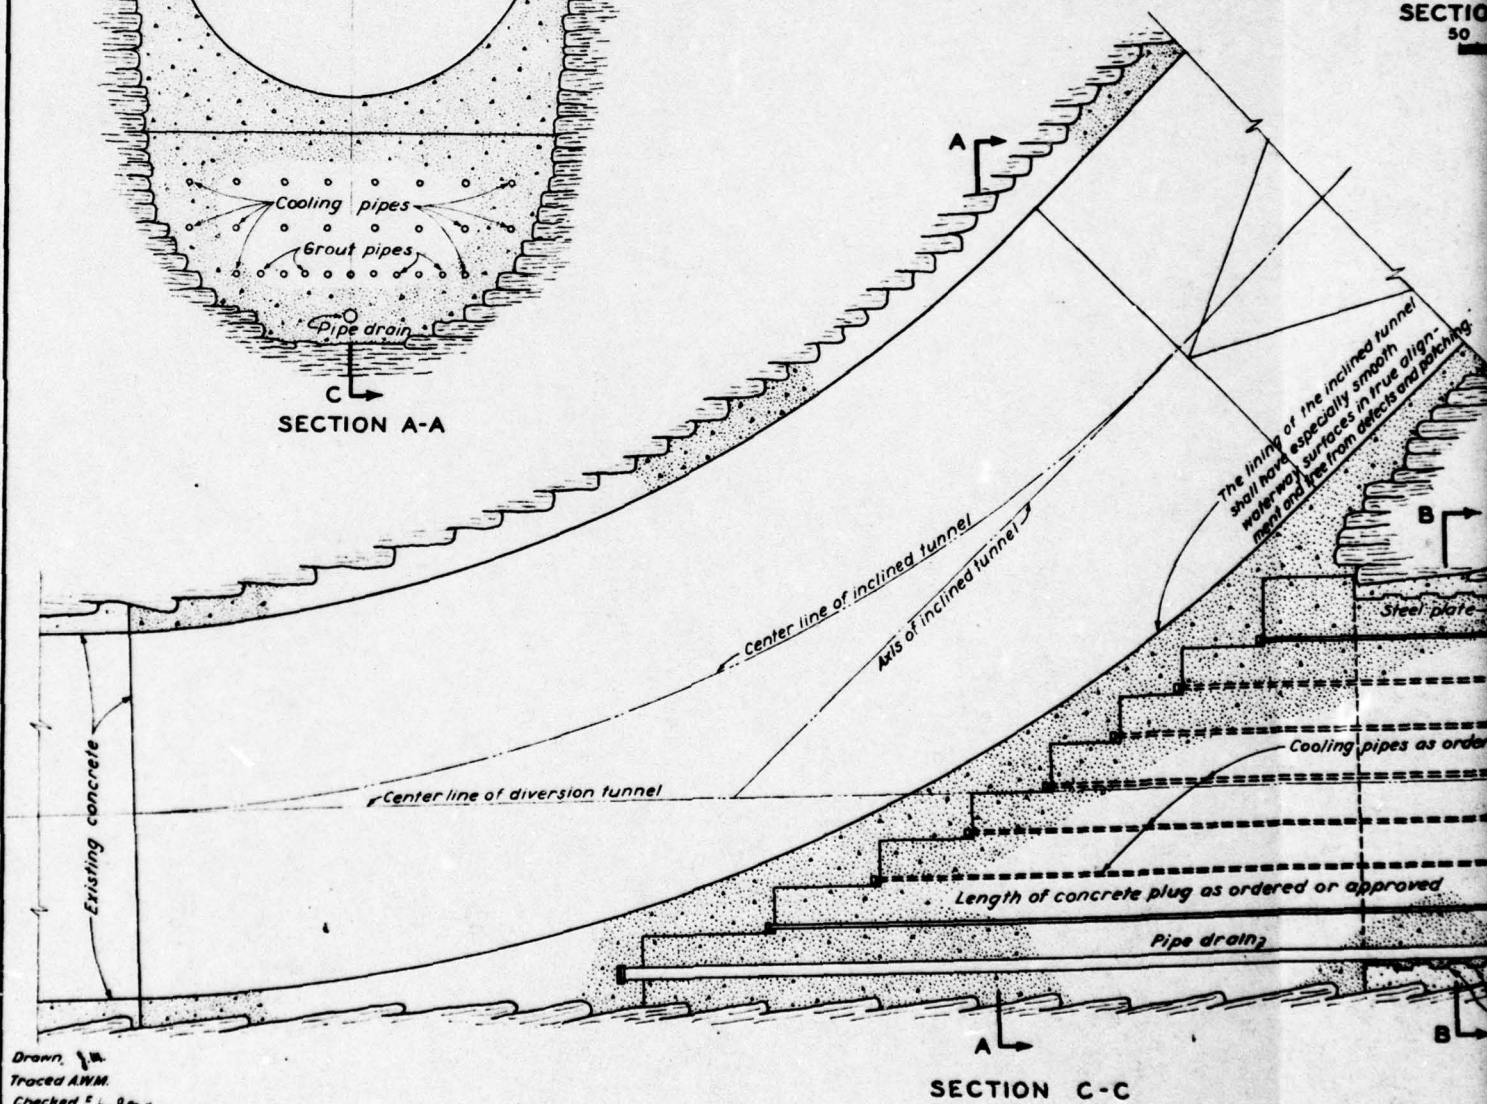 SECTIO
50
A
Cooling pipes
Grout pipes
Pipe drain
C
SECTION A-A
The lining of the inclined tunnel
shall have especially smooth
waterway surfaces in true align-
ment and free from defects and patching.
B
Steel plate
Center line of inclined tunnel
Axis of inclined tunnel
Cooling pipes as orde
Center line of diversion tunnel
Existing concrete
Length of concrete plug as ordered or approved
Pipe drain
A
B
SECTION C-C
Drawn J.M.
Traced A.W.M.
Checked